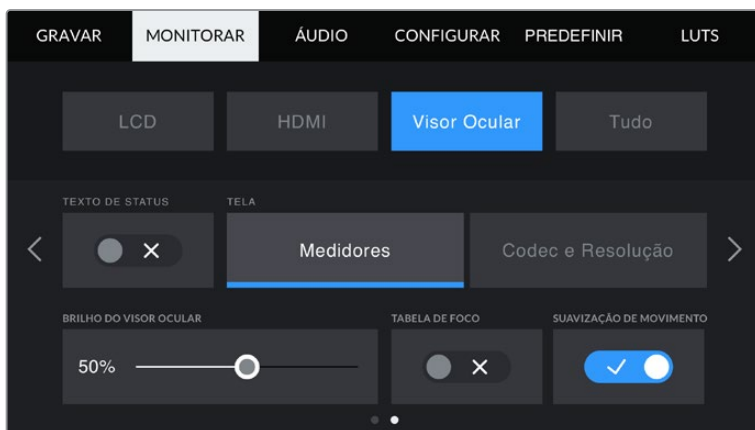 GRAVAR MONITORAR ÁUDIO CONFIGURAR PREDEFINIR LUTS
LCD HDMI Visor Ocular Tudo
TEXTO DE STATUS TELA
Medidores Codec e Resolução
BRILHO DO VISOR OCULAR TABELA DE FOCO SUAVIZAÇÃO DE MOVIMENTO
50%